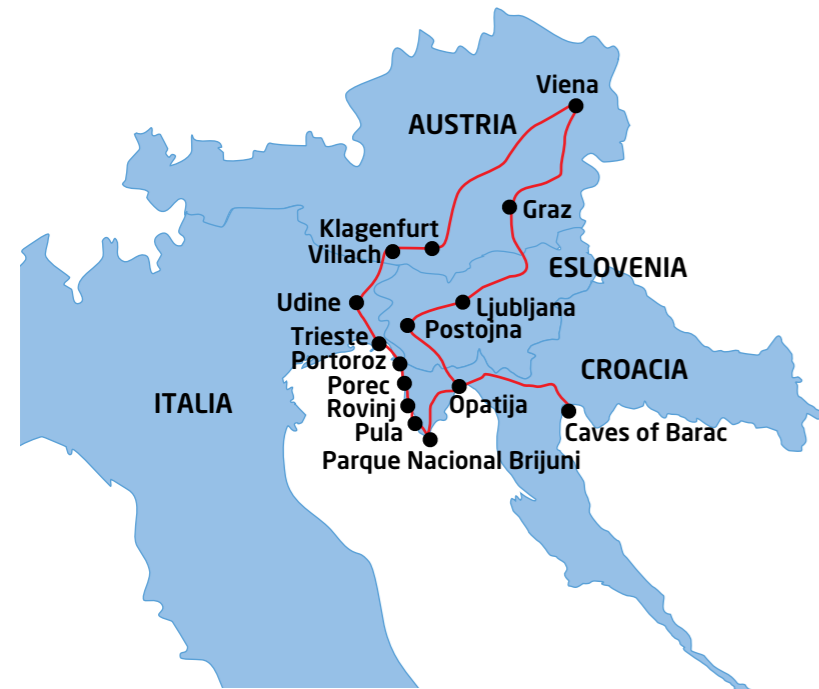 Viena
AUSTRIA
Graz
Klagenfurt
Villach
ESLOVENIA
Udine
Ljubljana
Postojna
Trieste
Portoroz
CROACIA
Porec
ITALIA
Rovinj
Opatija
Pula
Caves of Barac
Parque Nacional Brijuni